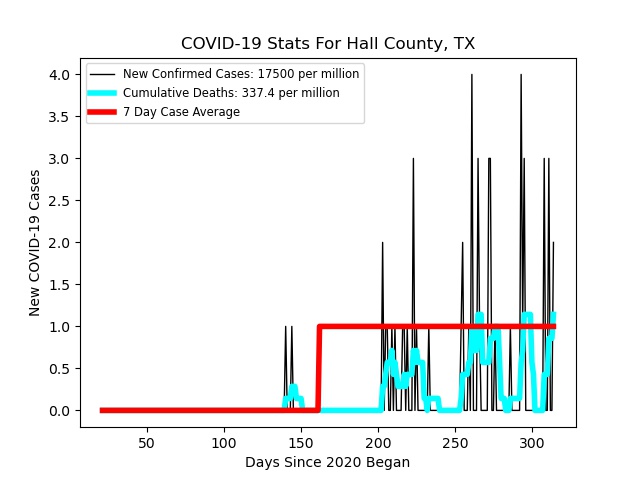 COVID-19 Stats For Hall County, TX
New Confirmed Cases: 17500 per million
Cumulative Deaths: 337.4 per million
7 Day Case Average
New COVID-19 Cases
4.0
3.5
3.0
2.5
2.0
1.5
1.0
0.5
0.0
50 100 150 200 250 300
Days Since 2020 Began